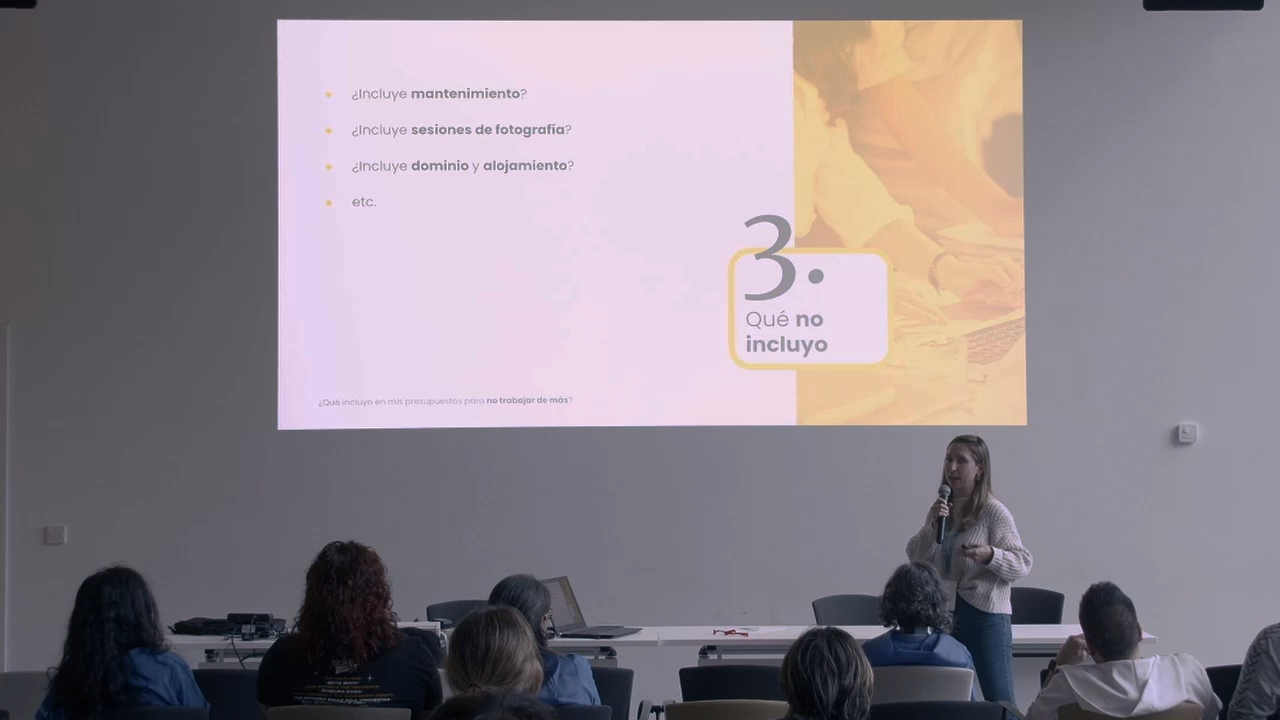 ¿Incluye mantenimiento?
¿Incluye sesiones de fotografía?
¿Incluye dominio y alojamiento?
etc.
3.
Qué no
incluyo
¿Qué incluyo en mis presupuestos para no trabajar de más?